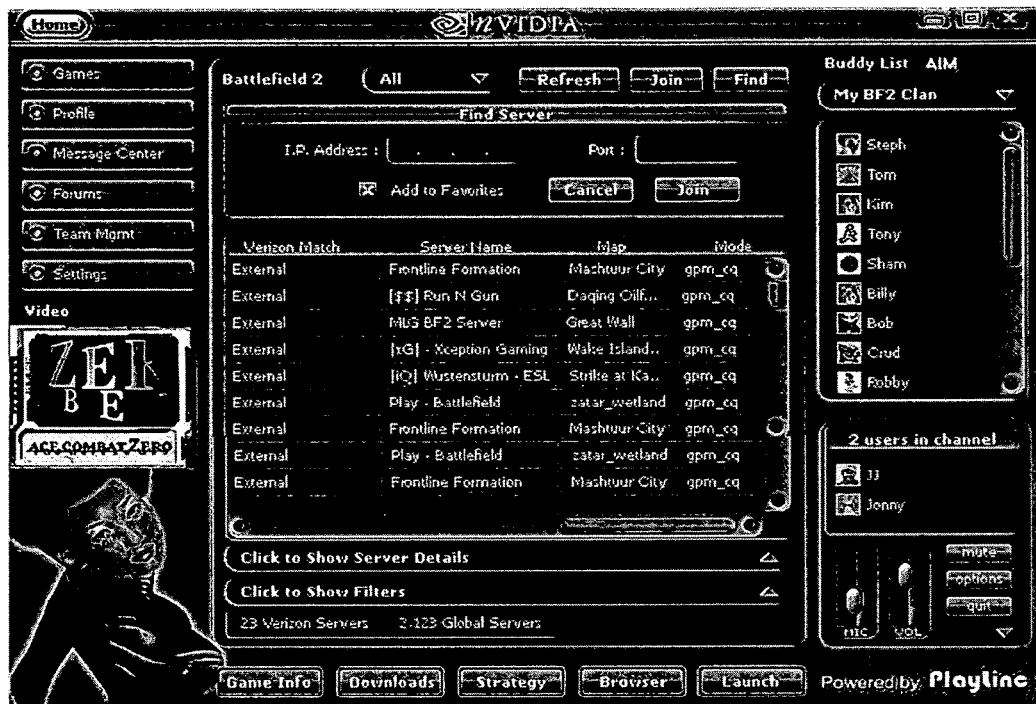 Home
NVIDIA
Games
Profile
Message Center
Forums
Team Mgmt
Settings
Video
ZER
B E
ACE COMBAT ZERO
Battlefield 2 All Refresh Join Find
Find Server
I.P. Address : . . . Port :
Add to Favorites Cancel Join
Verizon Match Server Name Map Mode
External Frontline Formation Mashtuur City gpm_cq
External [$$] Run N Gun Daqing Oilf... gpm_cq
External MUG BF2 Server Great Wall gpm_cq
External [xG] - Xception Gaming Wake Island.. gpm_cq
External [iQ] Wustensturm - ESL Strike at Ka.. gpm_cq
External Play - Battlefield zatar_wetland gpm_cq
External Frontline Formation Mashtuur City gpm_cq
External Play - Battlefield zatar_wetland gpm_cq
External Frontline Formation Mashtuur City gpm_cq
Click to Show Server Details
Click to Show Filters
23 Verizon Servers 2,123 Global Servers
Game Info Downloads Strategy Browser Launch
Buddy List AIM
My BF2 Clan
Steph
Tom
Kim
Tony
Sham
Billy
Bob
Crud
Robby
2 users in channel
JJ
Jonny
mute
options
quit
MIC VOL
Powered by PlayLinc